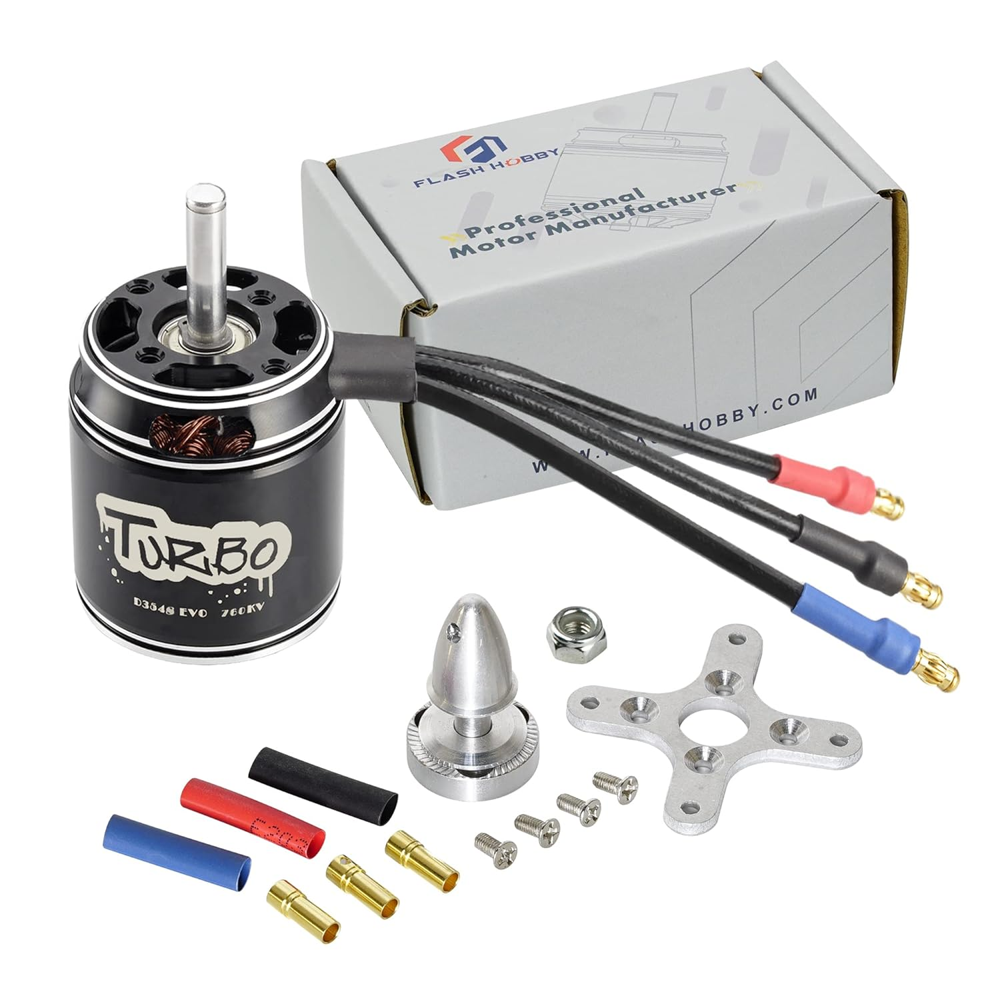 FLASH HOBBY
Professional
Motor Manufacturer
HOBBY.COM
TURBO
D3548 EVO 760KV